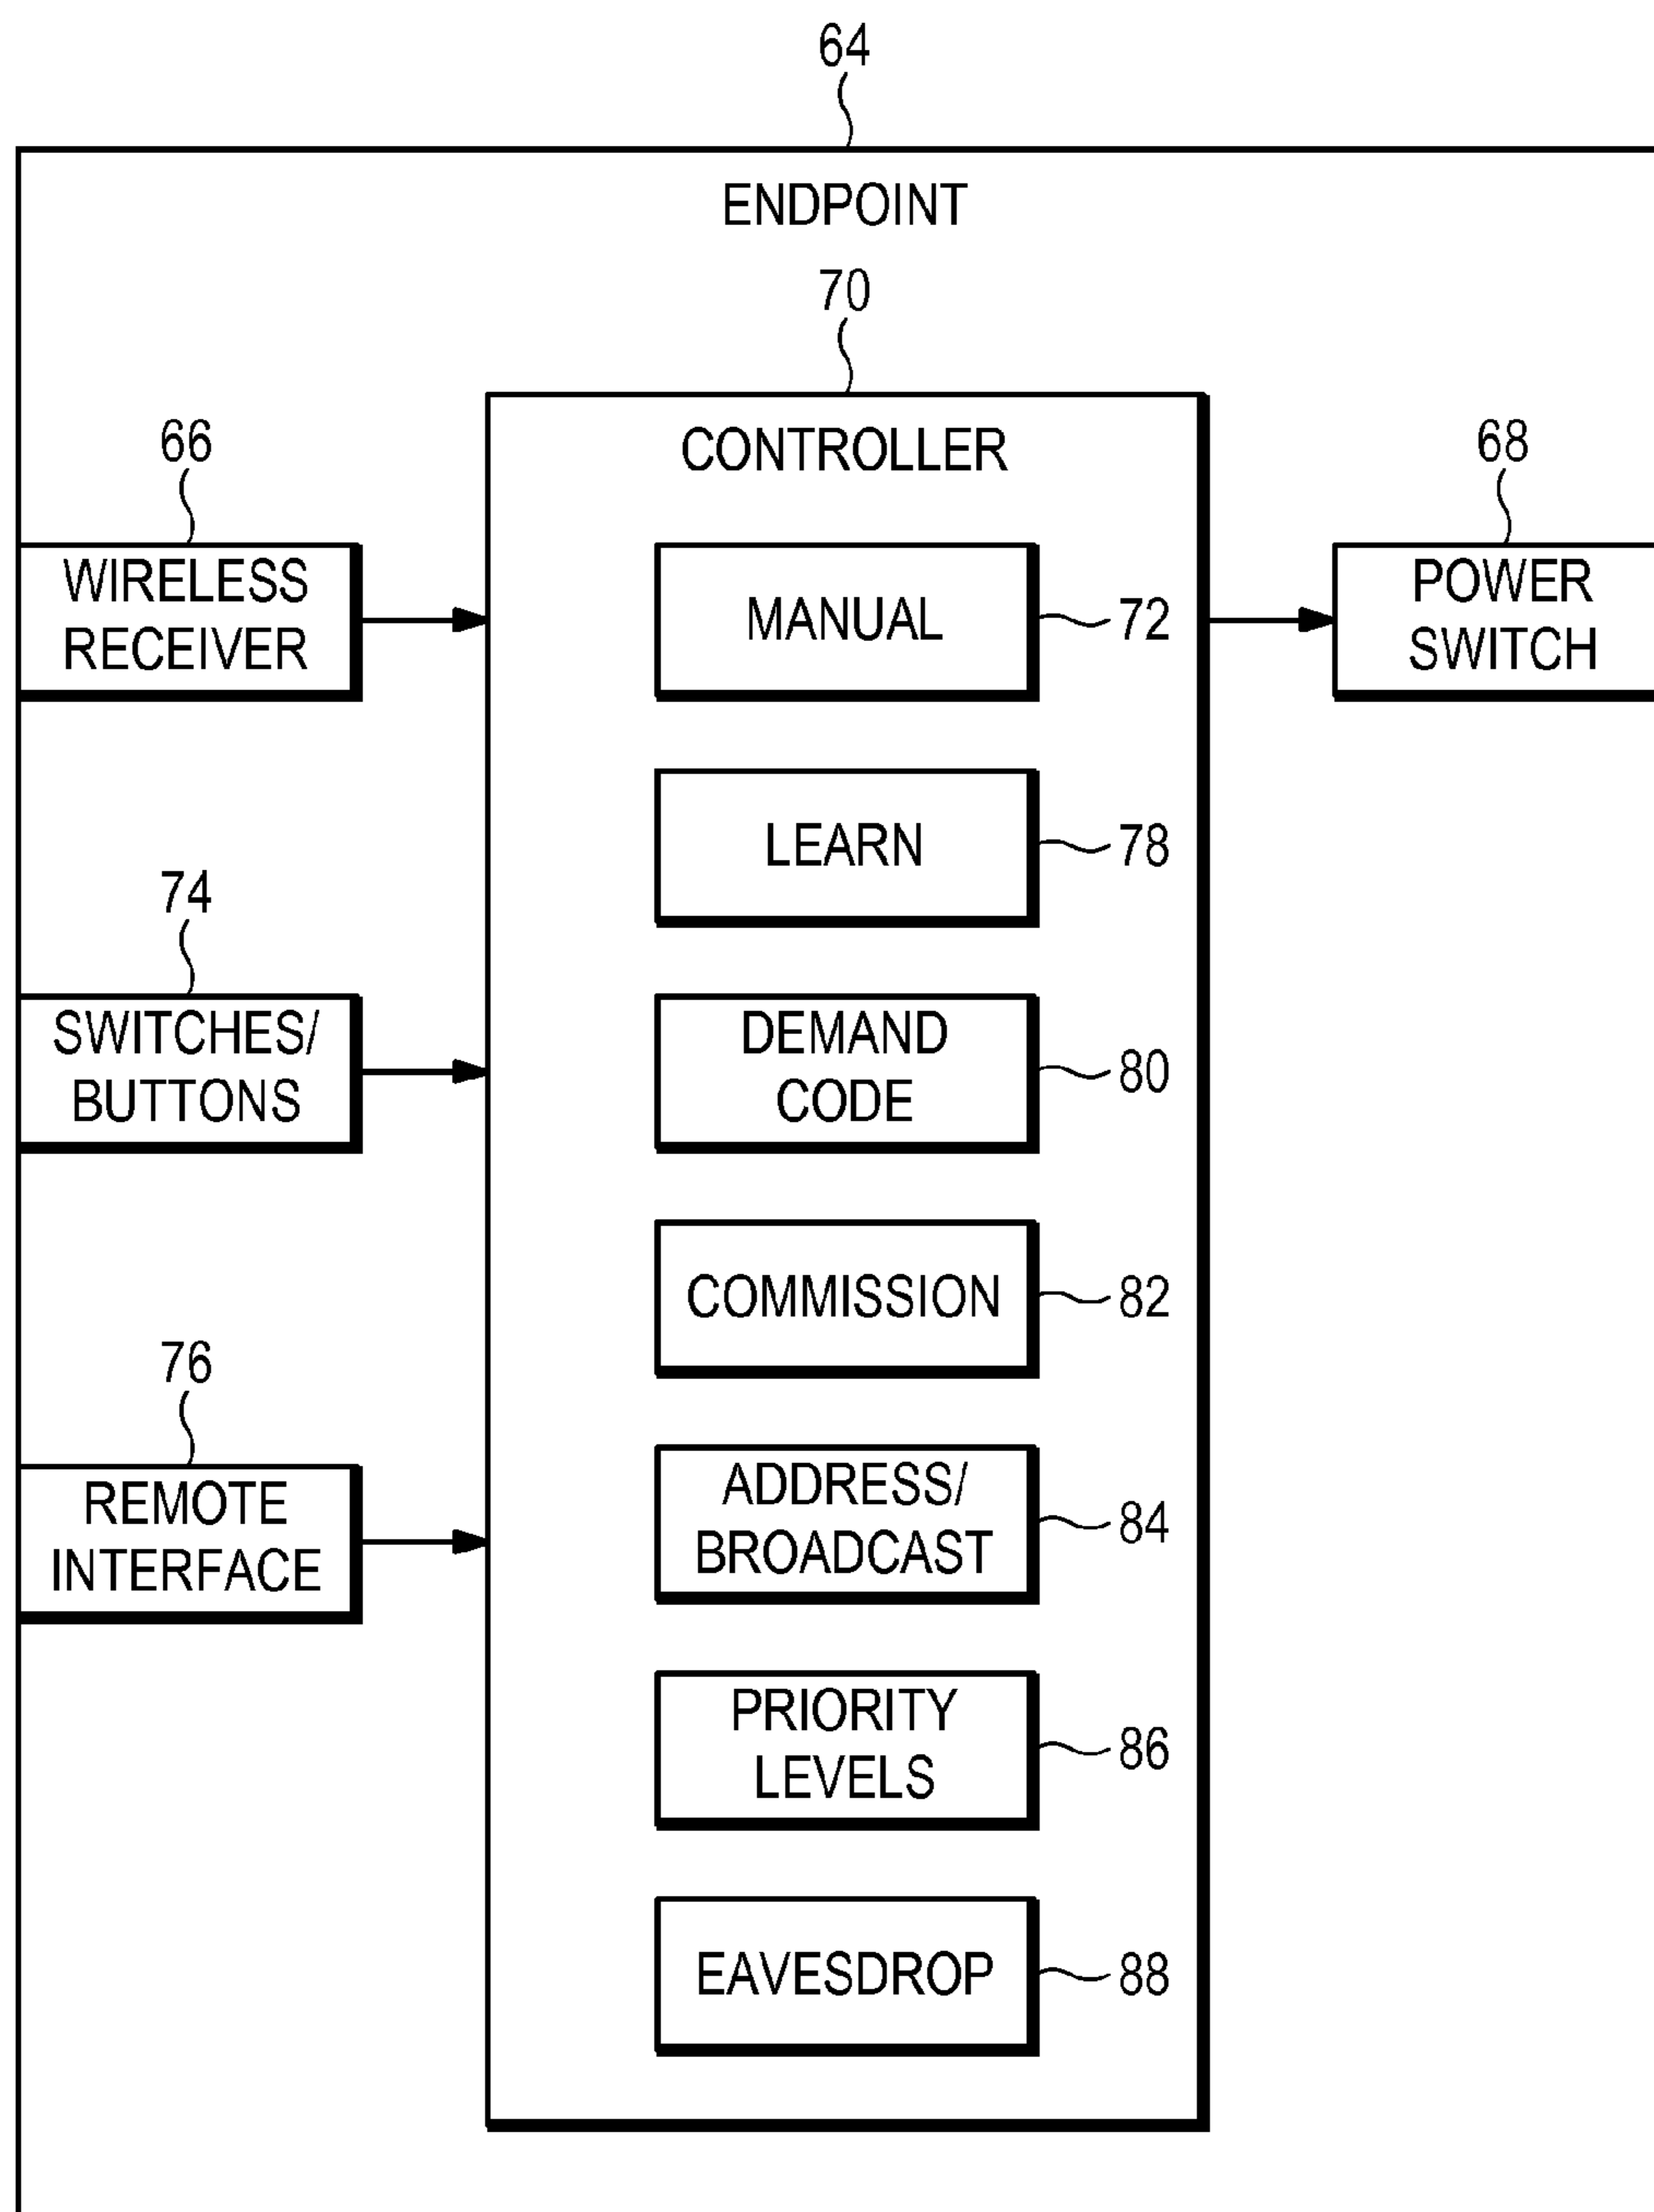 64
ENDPOINT
70
CONTROLLER
66
WIRELESS
RECEIVER
74
SWITCHES/
BUTTONS
76
REMOTE
INTERFACE
MANUAL
72
LEARN
78
DEMAND
CODE
80
COMMISSION
82
ADDRESS/
BROADCAST
84
PRIORITY
LEVELS
86
EAVESDROP
88
68
POWER
SWITCH